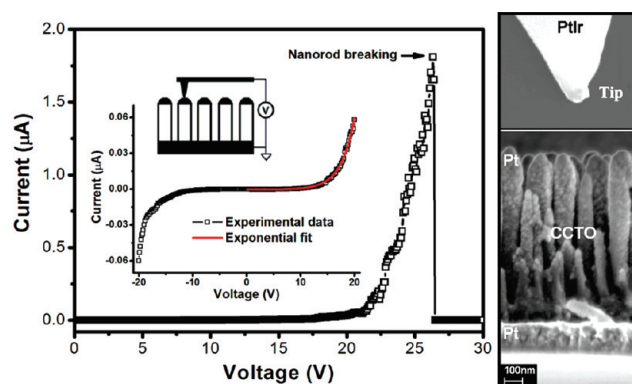 2.0
1.5
1.0
0.5
0.0
Current (μA)
0
5
10
15
20
25
30
Voltage (V)
Nanorod breaking
V
0.06
0.03
0.00
-0.03
-0.06
Current (μA)
-20
-10
0
10
20
Voltage (V)
Experimental data
Exponential fit
PtIr
Tip
Pt
CCTO
Pt
100nm